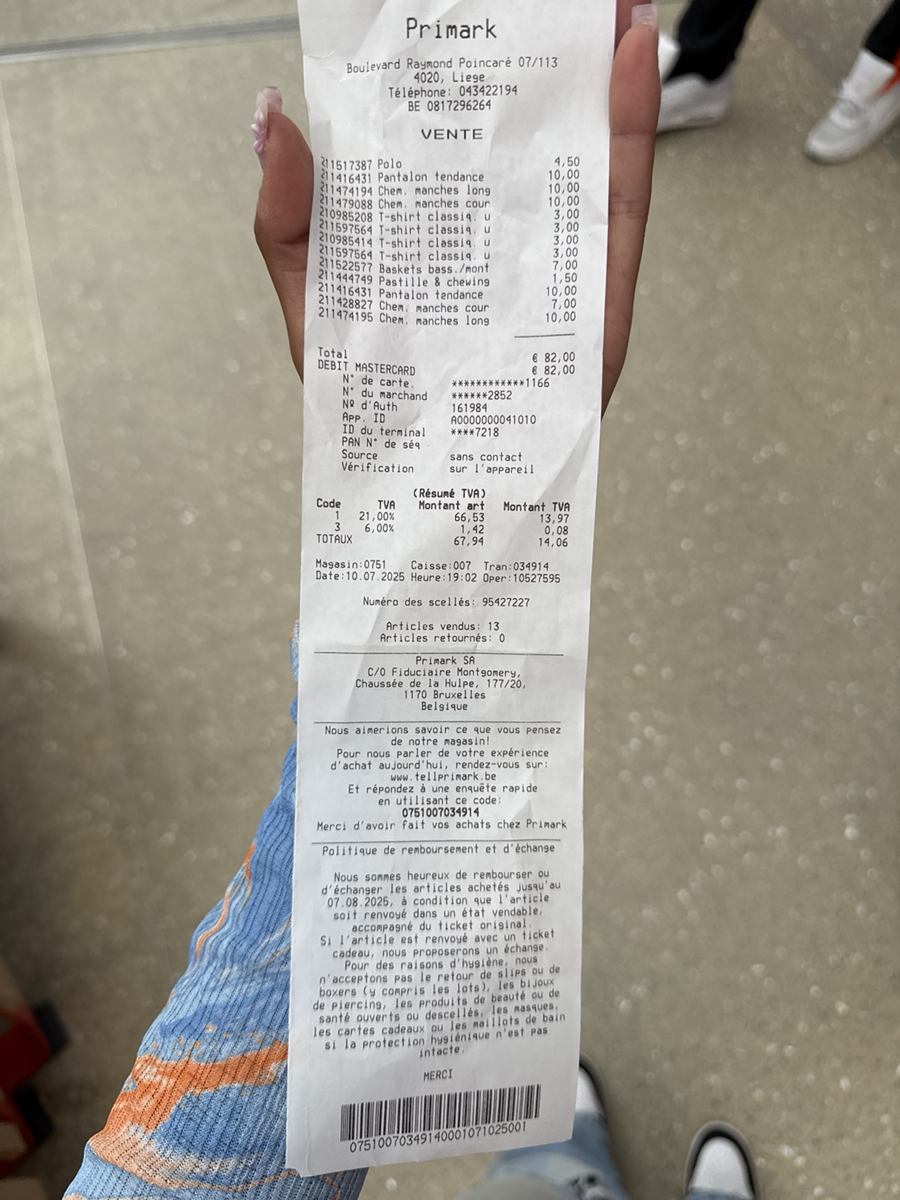 Primark
Boulevard Raymond Poincaré 07/113
4020, Liege
Téléphone: 043422194
BE 0817296264
VENTE
211517387 Polo 4,50
211416431 Pantalon tendance 10,00
211474194 Chem. manches long 10,00
211479088 Chem. manches cour 10,00
210985208 T-shirt classiq. u 3,00
211597564 T-shirt classiq. u 3,00
210985414 T-shirt classiq. u 3,00
211597564 T-shirt classiq. u 3,00
211522577 Baskets bass./mont 7,00
211444749 Pastille & chewing 1,50
211416431 Pantalon tendance 10,00
211428827 Chem. manches cour 7,00
211474195 Chem. manches long 10,00
Total € 82,00
DEBIT MASTERCARD € 82,00
N° de carte. ************1166
N° du marchand ******2852
Nº d'Auth 161984
App. ID A0000000041010
ID du terminal ****7218
PAN N° de séq.
Source sans contact
Vérification sur l'appareil
(Résumé TVA)
Code TVA Montant art Montant TVA
1 21,00% 66,53 13,97
3 6,00% 1,42 0,08
TOTAUX 67,94 14,06
Magasin:0751 Caisse:007 Tran:034914
Date:10.07.2025 Heure:19:02 Oper:10527595
Numéro des scellés: 95427227
Articles vendus: 13
Articles retournés: 0
Primark SA
C/O Fiduciaire Montgomery,
Chaussée de la Hulpe, 177/20,
1170 Bruxelles
Belgique
Nous aimerions savoir ce que vous pensez
de notre magasin!
Pour nous parler de votre expérience
d'achat aujourd'hui, rendez-vous sur:
www.tellprimark.be
Et répondez à une enquête rapide
en utilisant ce code:
0751007034914
Merci d'avoir fait vos achats chez Primark
Politique de remboursement et d'échange
Nous sommes heureux de rembourser ou
d'échanger les articles achetés jusqu'au
07.08.2025, à condition que l'article
soit renvoyé dans un état vendable,
accompagné du ticket original.
Si l'article est renvoyé avec un ticket
cadeau, nous proposerons un échange.
Pour des raisons d'hygiène, nous
n'acceptons pas le retour de slips ou de
boxers (y compris les lots), les bijoux
de piercing, les produits de beauté ou de
santé ouverts ou descellés, les masques,
les cartes cadeaux ou les maillots de bain
si la protection hygiénique n'est pas
intacte.
MERCI
07510070349140001071025001